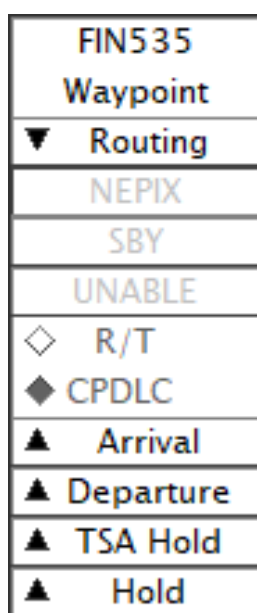 FIN535
Waypoint
Routing
NEPIX
SBY
UNABLE
R/T
CPDLC
Arrival
Departure
TSA Hold
Hold